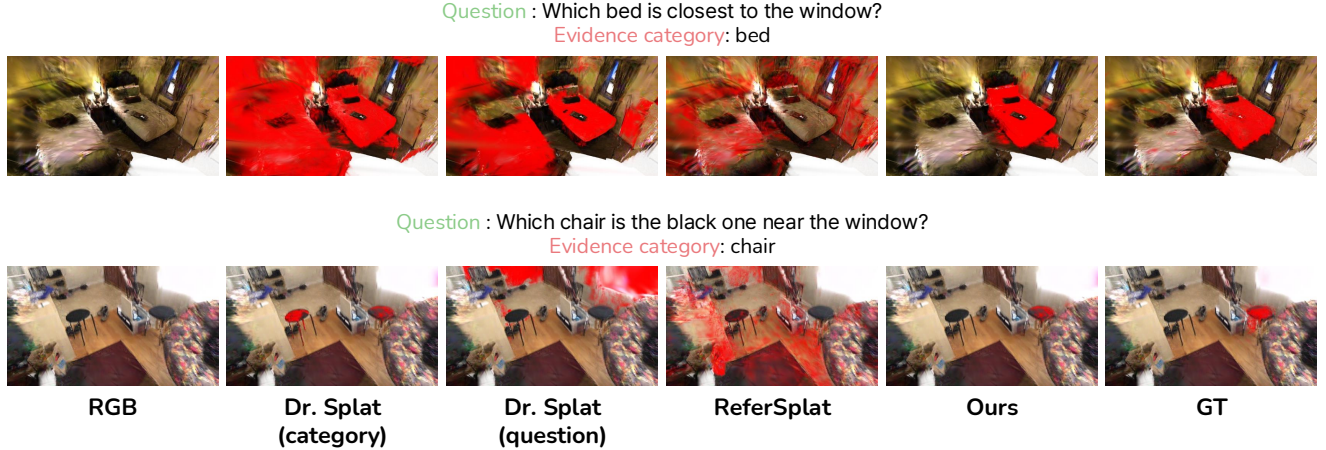 Question : Which bed is closest to the window?
Evidence category: bed
Question : Which chair is the black one near the window?
Evidence category: chair
RGB
Dr. Splat
(category)
Dr. Splat
(question)
ReferSplat
Ours
GT